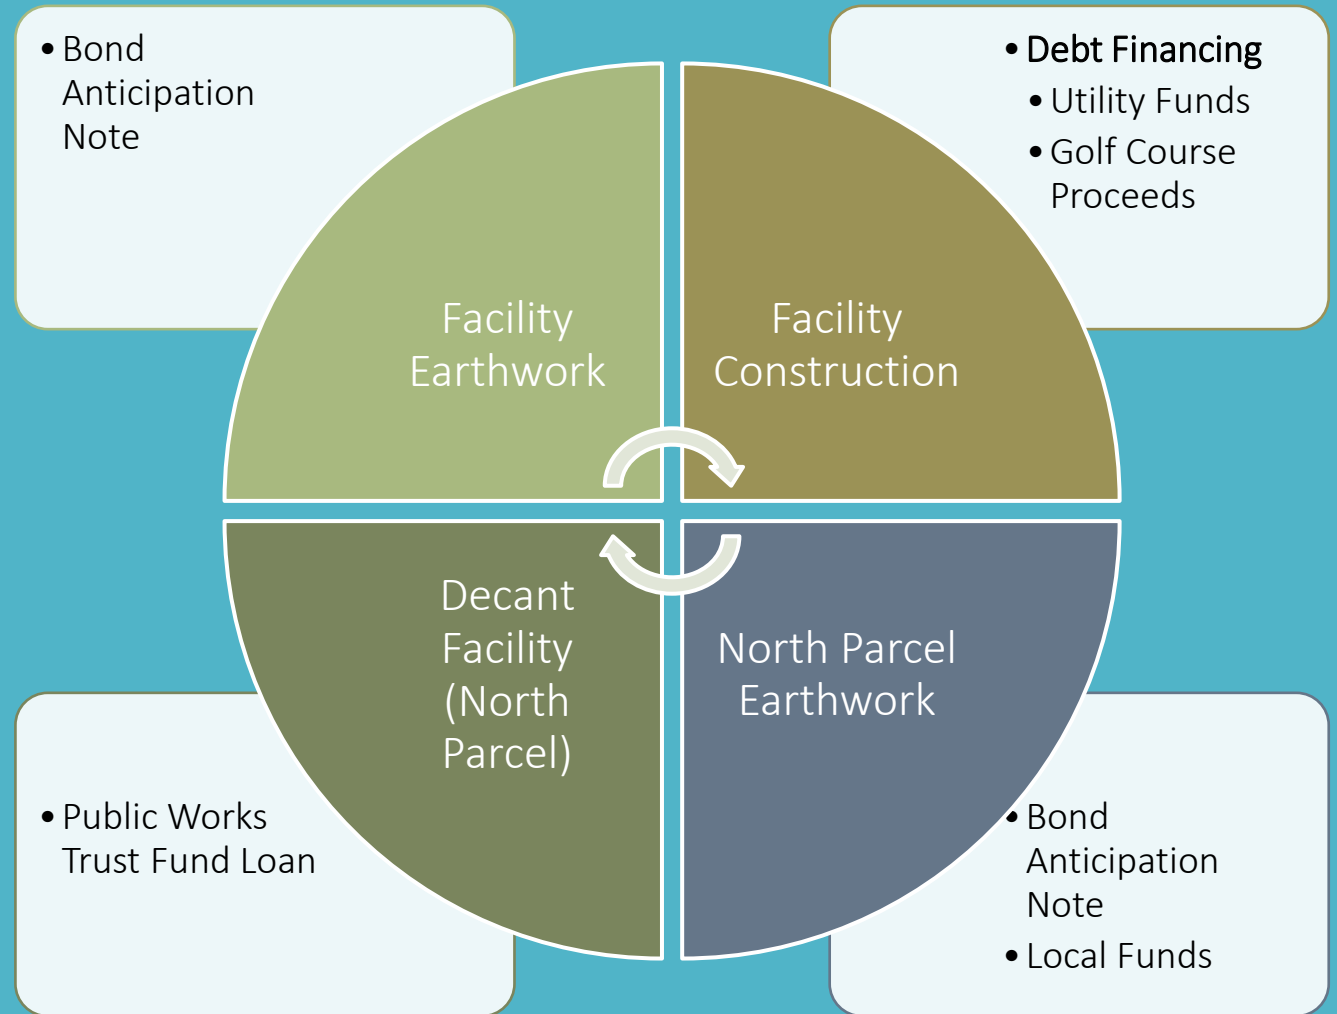 • Bond
Anticipation
Note
• Debt Financing
• Utility Funds
• Golf Course
Proceeds
Facility
Earthwork
Facility
Construction
Decant
Facility
(North
Parcel)
North Parcel
Earthwork
• Public Works
Trust Fund Loan
• Bond
Anticipation
Note
• Local Funds